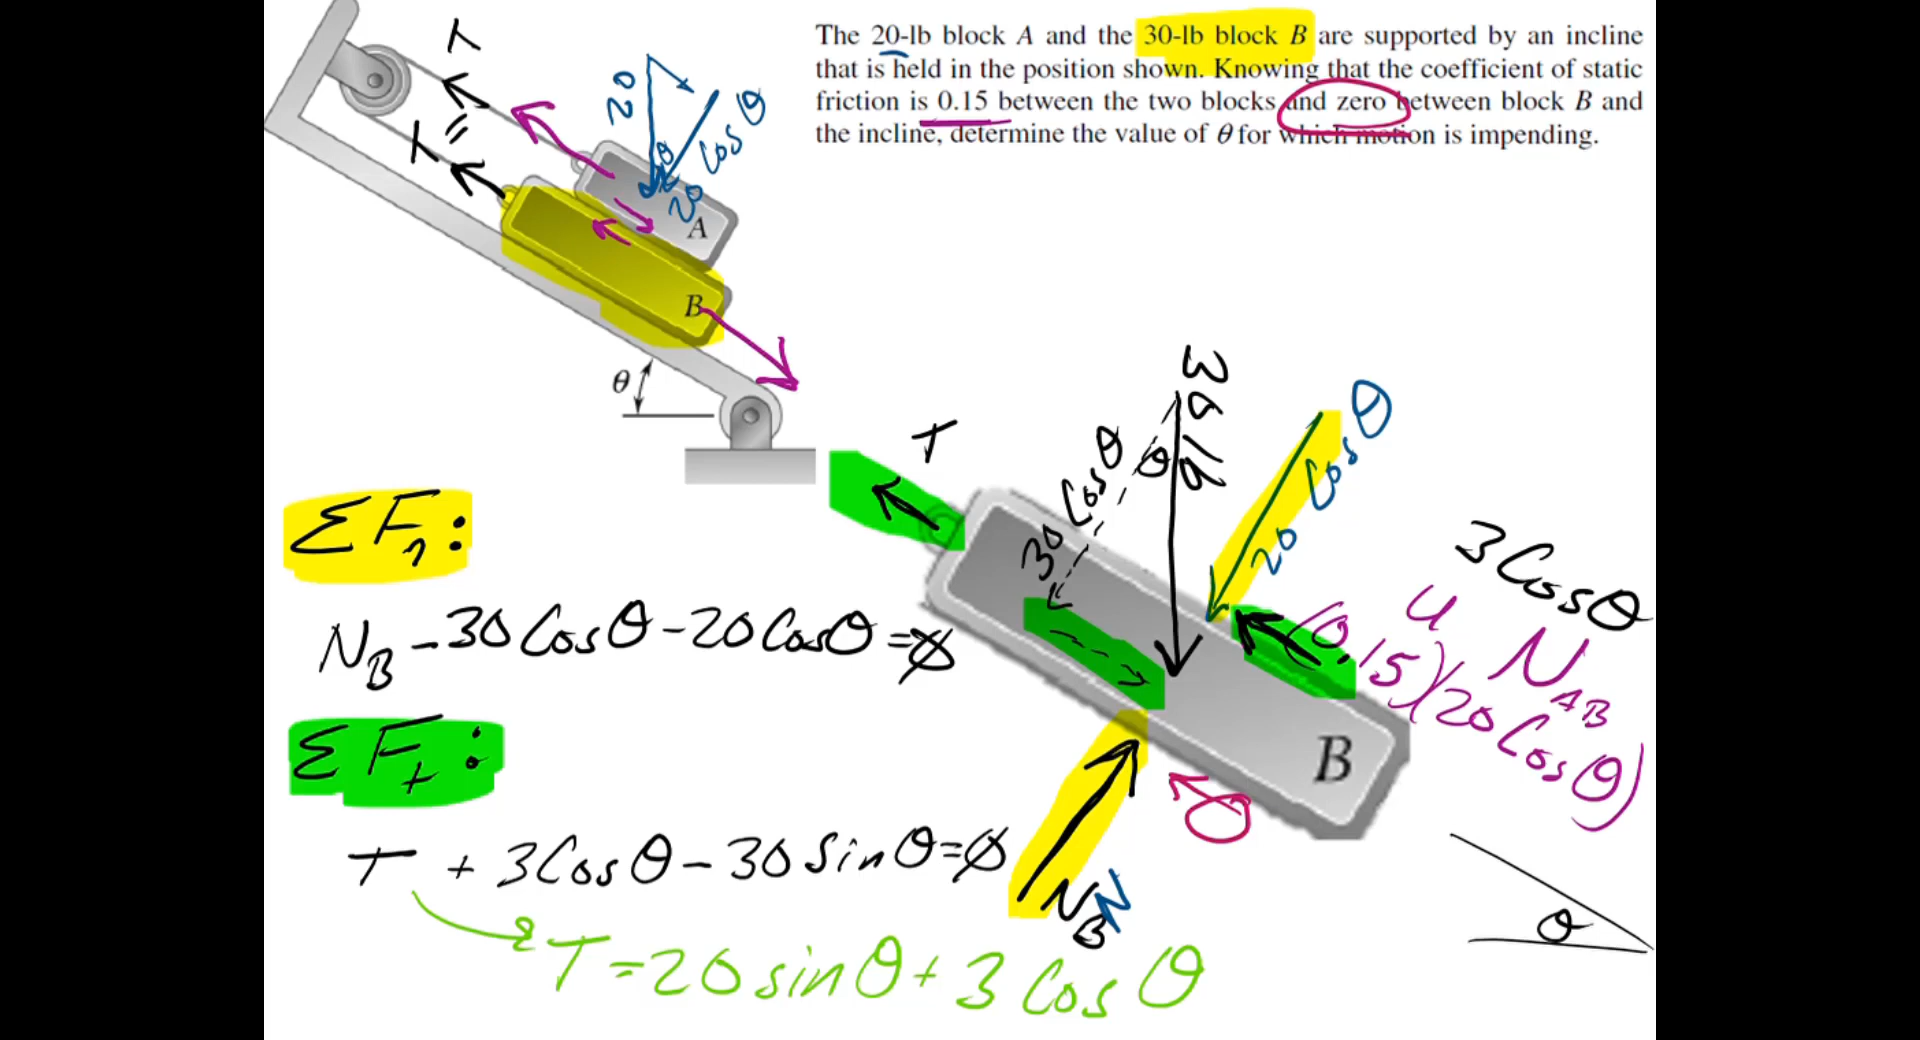 The 20-lb block A and the 30-lb block B are supported by an incline
that is held in the position shown. Knowing that the coefficient of static
friction is 0.15 between the two blocks and zero between block B and
the incline, determine the value of θ for which motion is impending.
T
T
=
20
θ
20 Cos θ
A
B
θ
T
30 lb
θ
30 Cos θ
20 Cos θ
3 Cos θ
u N_AB
(0.15)(20 Cos θ)
B
N_B
N
θ
ΣF_n:
N_B - 30 Cos θ - 20 Cos θ = 0
ΣF_t:
T + 3 Cos θ - 30 sin θ = 0
T = 20 sin θ + 3 Cos θ